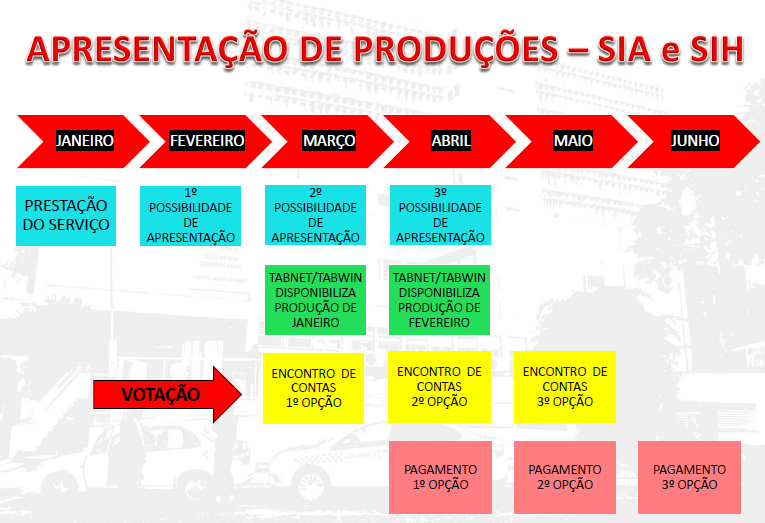 APRESENTAÇÃO DE PRODUÇÕES – SIA e SIH
JANEIRO
FEVEREIRO
MARÇO
ABRIL
MAIO
JUNHO
PRESTAÇÃO
DO SERVIÇO
1º
POSSIBILIDADE
DE
APRESENTAÇÃO
2º
POSSIBILIDADE
DE
APRESENTAÇÃO
3º
POSSIBILIDADE
DE
APRESENTAÇÃO
TABNET/TABWIN
DISPONIBILIZA
PRODUÇÃO DE
JANEIRO
TABNET/TABWIN
DISPONIBILIZA
PRODUÇÃO DE
FEVEREIRO
VOTAÇÃO
ENCONTRO DE
CONTAS
1º OPÇÃO
ENCONTRO DE
CONTAS
2º OPÇÃO
ENCONTRO DE
CONTAS
3º OPÇÃO
PAGAMENTO
1º OPÇÃO
PAGAMENTO
2º OPÇÃO
PAGAMENTO
3º OPÇÃO